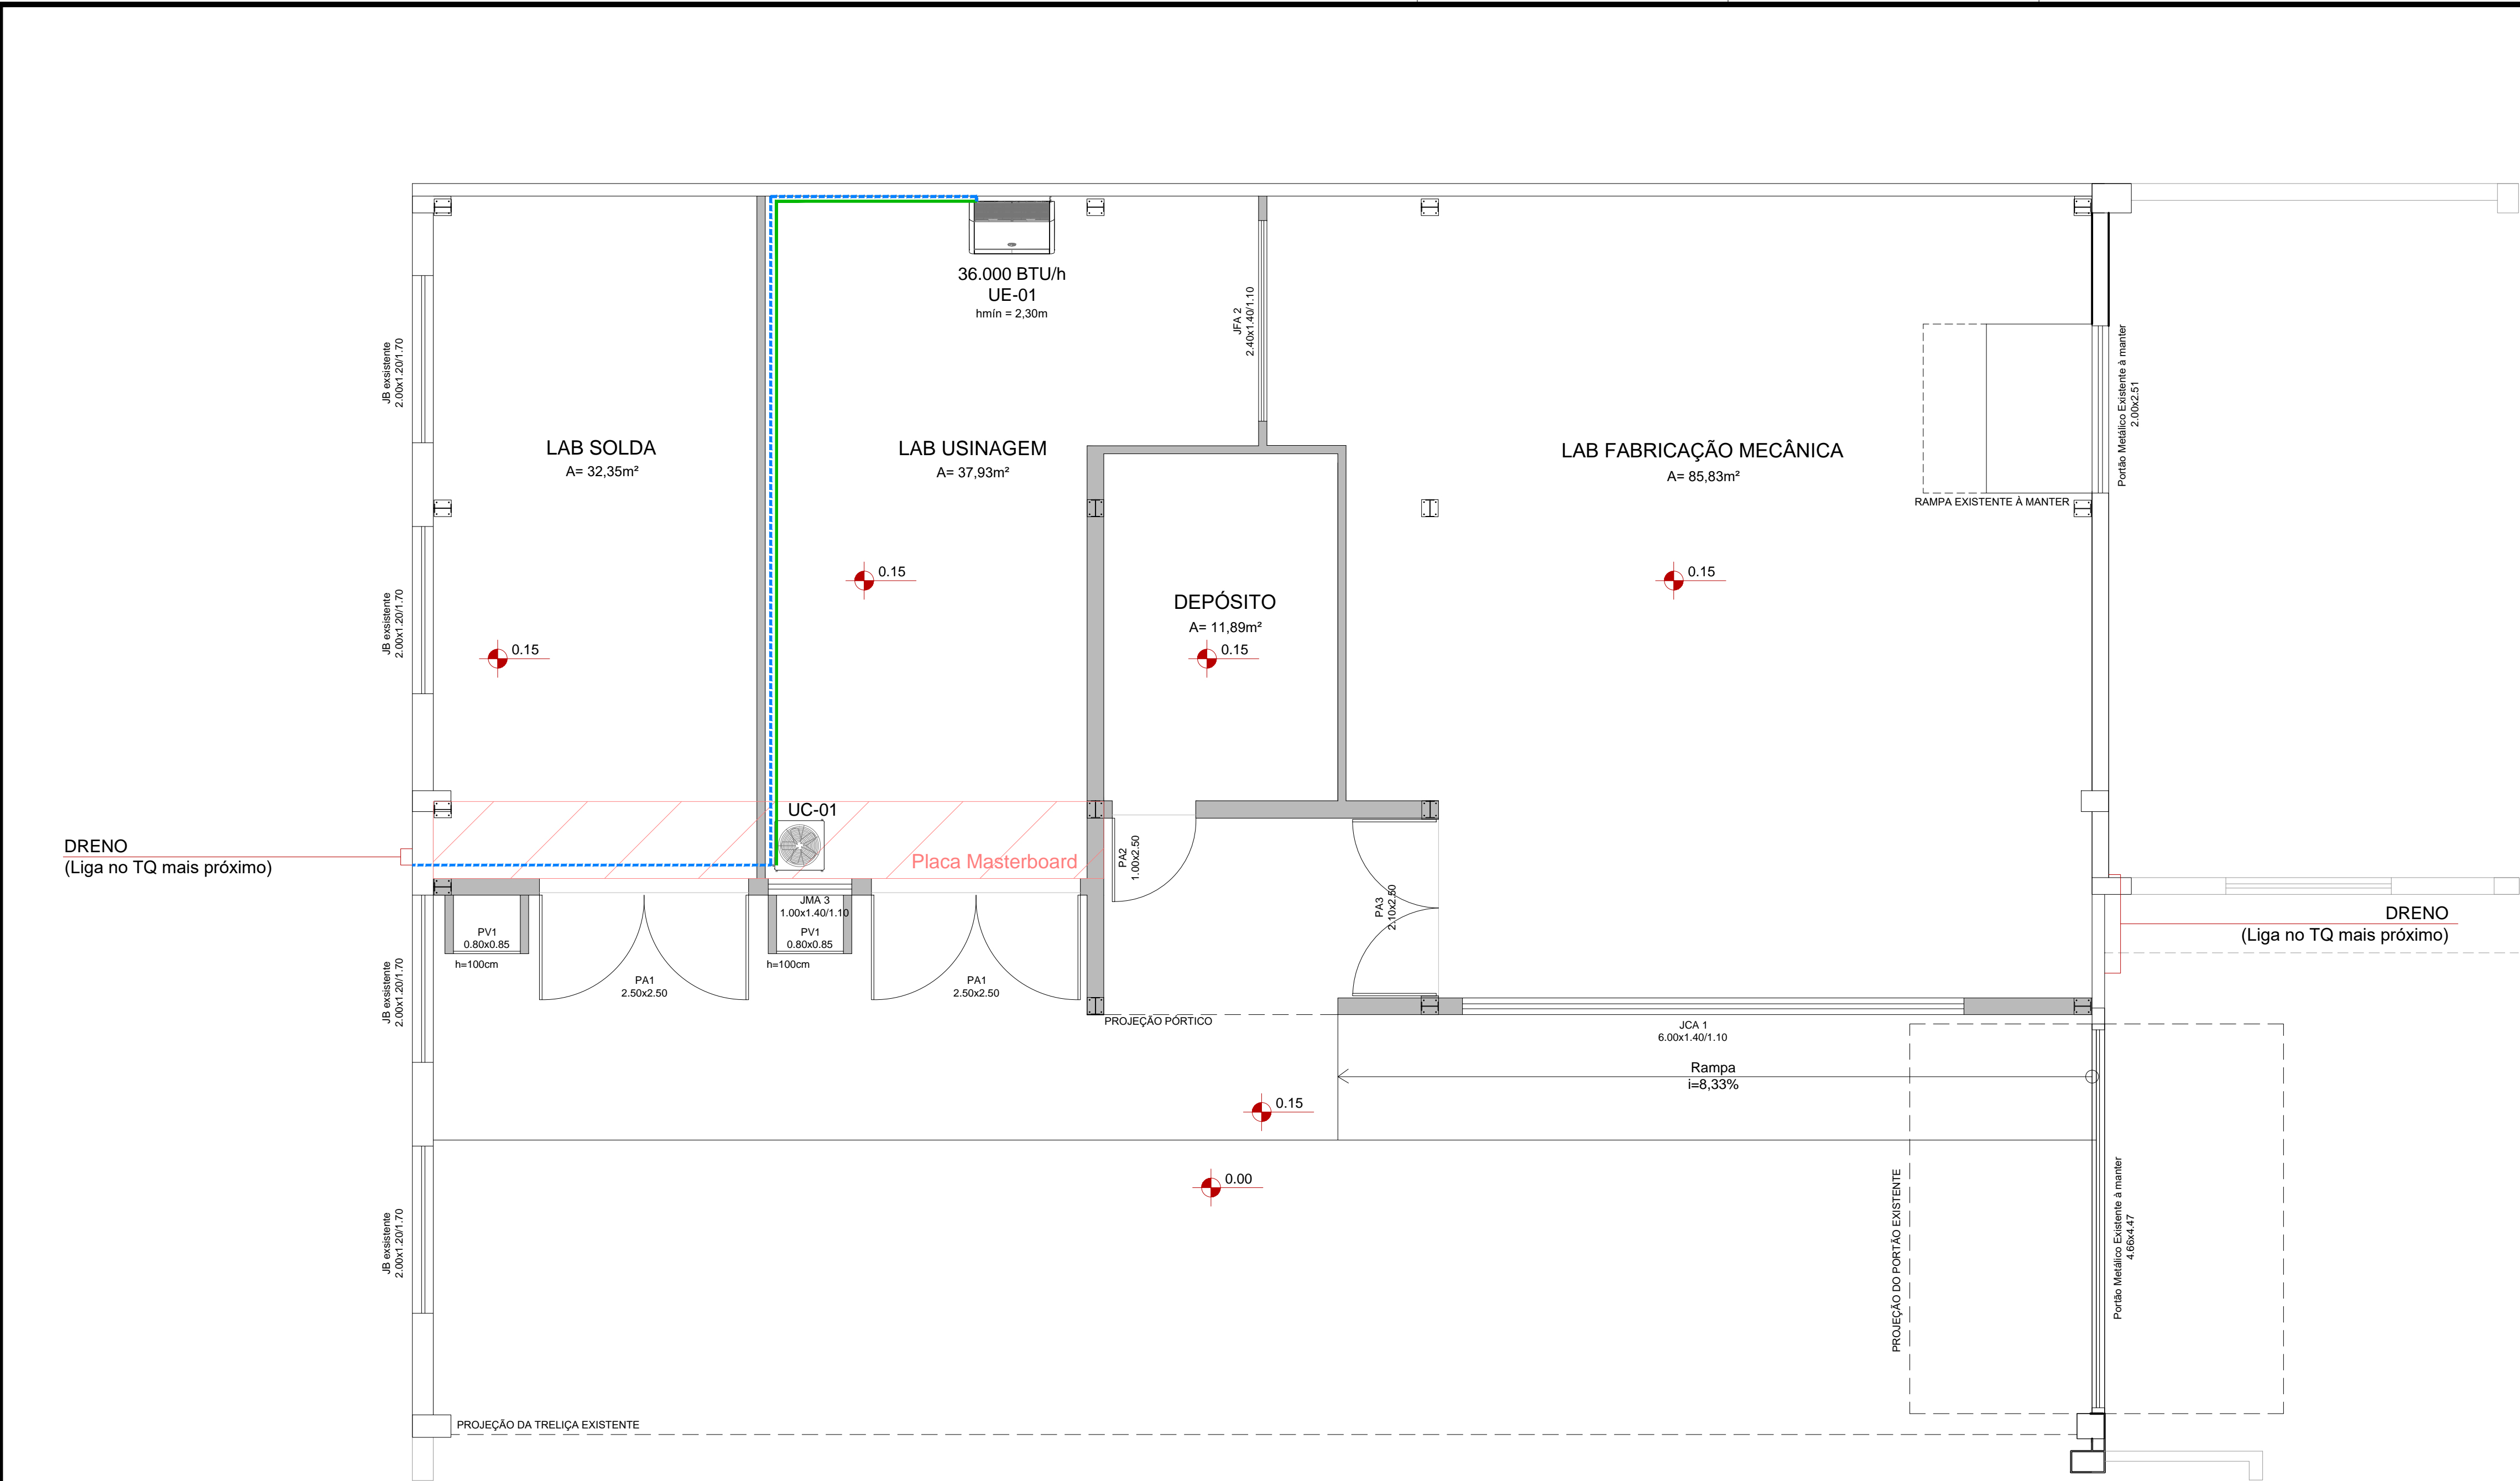 36.000 BTU/h
UE-01
hmín = 2,30m
JFA 2
2.40x1.40/1.10
JB exsistente
2.00x1.20/1.70
Portão Metálico Existente à manter
2.00x2.51
LAB SOLDA
A= 32,35m²
LAB USINAGEM
A= 37,93m²
LAB FABRICAÇÃO MECÂNICA
A= 85,83m²
RAMPA EXISTENTE À MANTER
0.15
0.15
DEPÓSITO
A= 11,89m²
0.15
0.15
JB exsistente
2.00x1.20/1.70
UC-01
DRENO
(Liga no TQ mais próximo)
Placa Masterboard
PA2
1.00x2.50
JMA 3
1.00x1.40/1.10
PA3
2.10x2.50
DRENO
(Liga no TQ mais próximo)
PV1
0.80x0.85
h=100cm
PV1
0.80x0.85
h=100cm
PA1
2.50x2.50
PA1
2.50x2.50
JB exsistente
2.00x1.20/1.70
PROJEÇÃO PÓRTICO
JCA 1
6.00x1.40/1.10
Rampa
i=8,33%
0.15
0.00
JB exsistente
2.00x1.20/1.70
PROJEÇÃO DO PORTÃO EXISTENTE
Portão Metálico Existente à manter
4.66x4.47
PROJEÇÃO DA TRELIÇA EXISTENTE